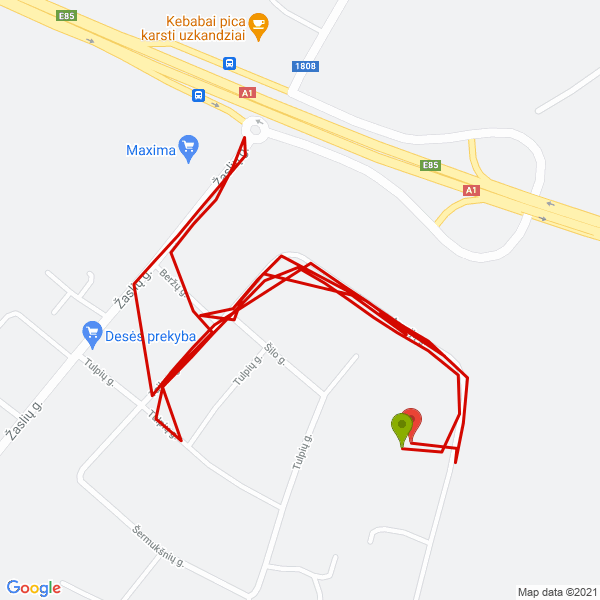 E85
Kebabai pica
karsti uzkandziai
1808
A1
Maxima
Žaslių g.
E85
A1
Žaslių g.
Beržų g.
Desės prekyba
Šilo g.
Tulpių g.
Tulpių g.
Tulpių g.
Žaslių g.
Tulpių g.
Šermukšnių g.
Google
Map data ©2021